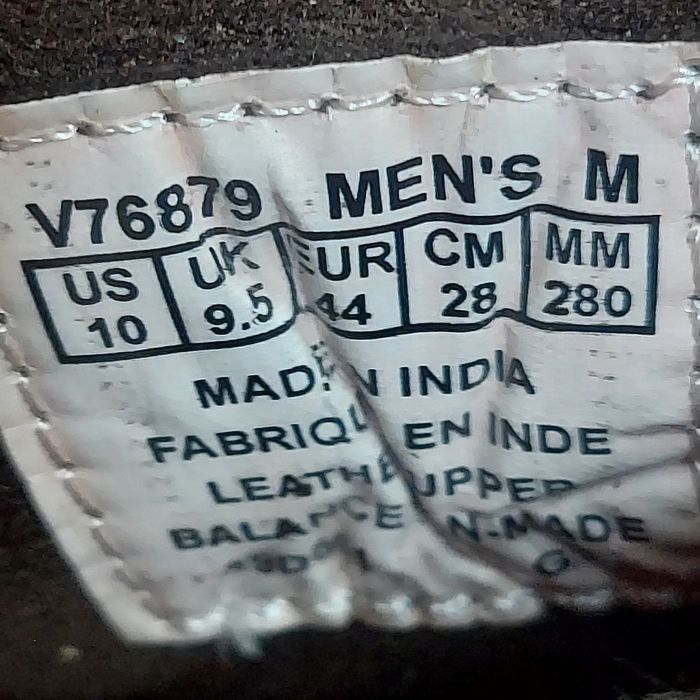 V76879 MEN'S M
US UK EUR CM MM
10 9.5 44 28 280
MADE IN INDIA
FABRIQUE EN INDE
LEATHER UPPER
BALANCE MAN-MADE